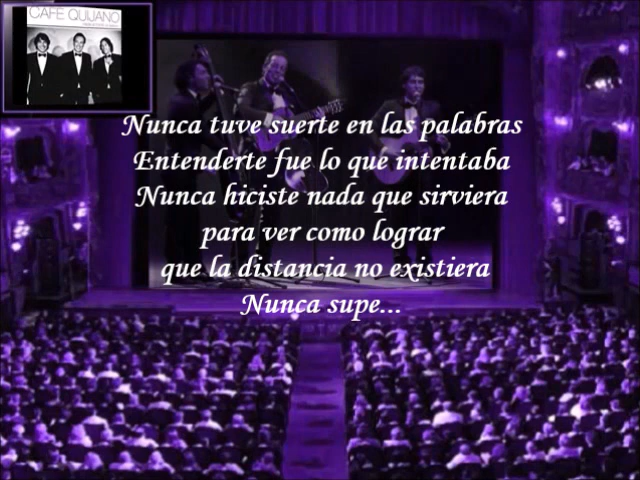 CAFÉ QUIJANO
Nunca tuve suerte en las palabras
Entenderte fue lo que intentaba
Nunca hiciste nada que sirviera
para ver como lograr
que la distancia no existiera
Nunca supe...